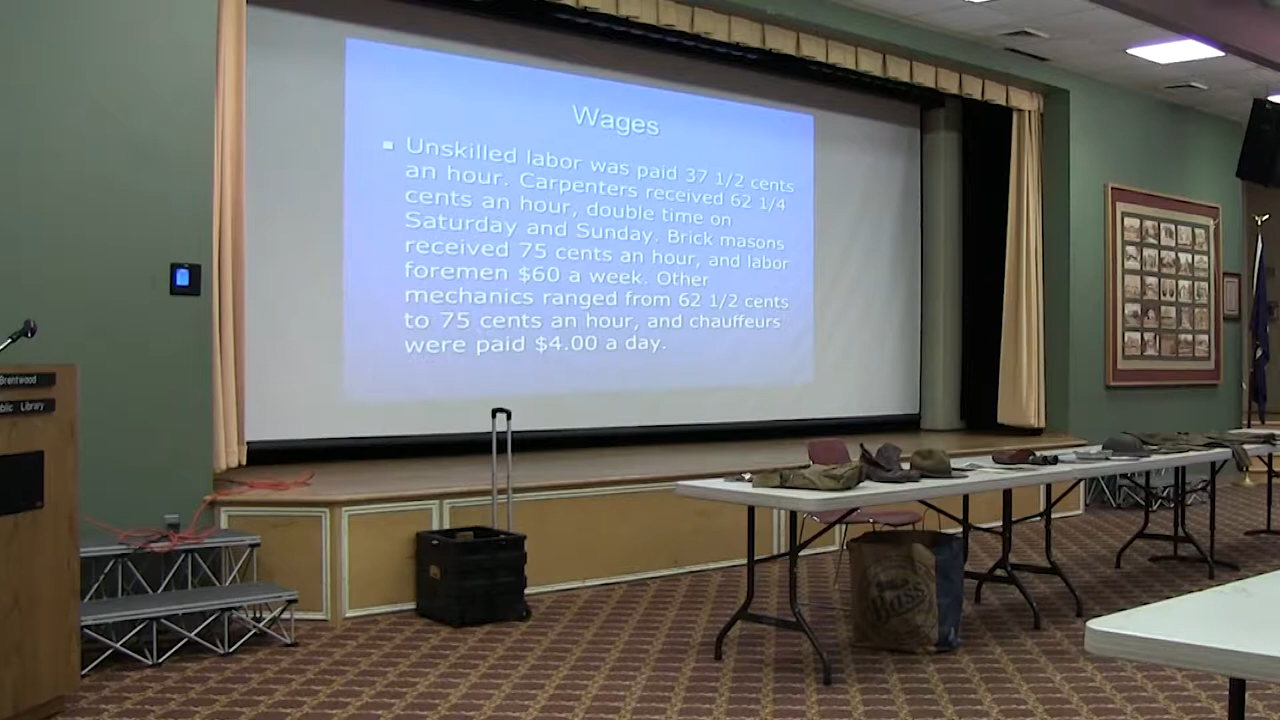 Wages
Unskilled labor was paid 37 1/2 cents
an hour. Carpenters received 62 1/4
cents an hour, double time on
Saturday and Sunday. Brick masons
received 75 cents an hour, and labor
foremen $60 a week. Other
mechanics ranged from 62 1/2 cents
to 75 cents an hour, and chauffeurs
were paid $4.00 a day.
Brentwood
blic Library
Bass